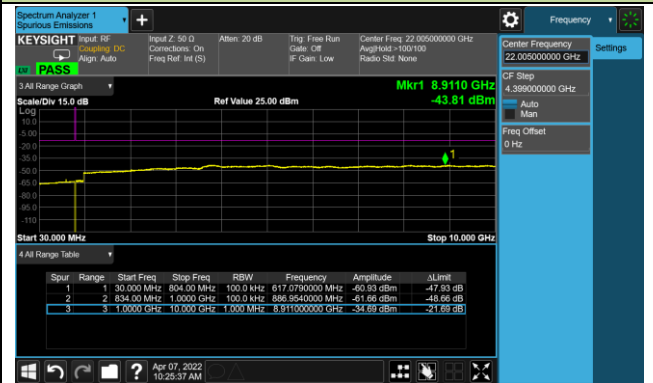 Spectrum Analyzer 1
Spurious Emissions
+
Frequency
KEYSIGHT
Input: RF
Coupling: DC
Align: Auto
Input Z: 50 Ω
Corrections: On
Freq Ref: Int (S)
Atten: 20 dB
Trig: Free Run
Gate: Off
IF Gain: Low
Center Freq: 22.005000000 GHz
Avg|Hold:>100/100
Radio Std: None
PASS
Center Frequency
22.005000000 GHz
Settings
CF Step
4.399000000 GHz
Auto
Man
Freq Offset
0 Hz
3 All Range Graph
Mkr1 8.9110 GHz
Scale/Div 15.0 dB
Ref Value 25.00 dBm
-43.81 dBm
Log
10.0
-5.00
-20.0
-35.0
-50.0
-65.0
-80.0
-95.0
-110
1
Start 30.000 MHz
Stop 10.000 GHz
4 All Range Table
Spur Range Start Freq Stop Freq RBW Frequency Amplitude ΔLimit
1 1 30.000 MHz 804.00 MHz 100.0 kHz 617.0790000 MHz -60.93 dBm -47.93 dB
2 2 834.00 MHz 1.0000 GHz 100.0 kHz 886.9540000 MHz -61.66 dBm -48.66 dB
3 3 1.0000 GHz 10.000 GHz 1.000 MHz 8.911000000 GHz -34.69 dBm -21.69 dB
?
Apr 07, 2022
10:25:37 AM